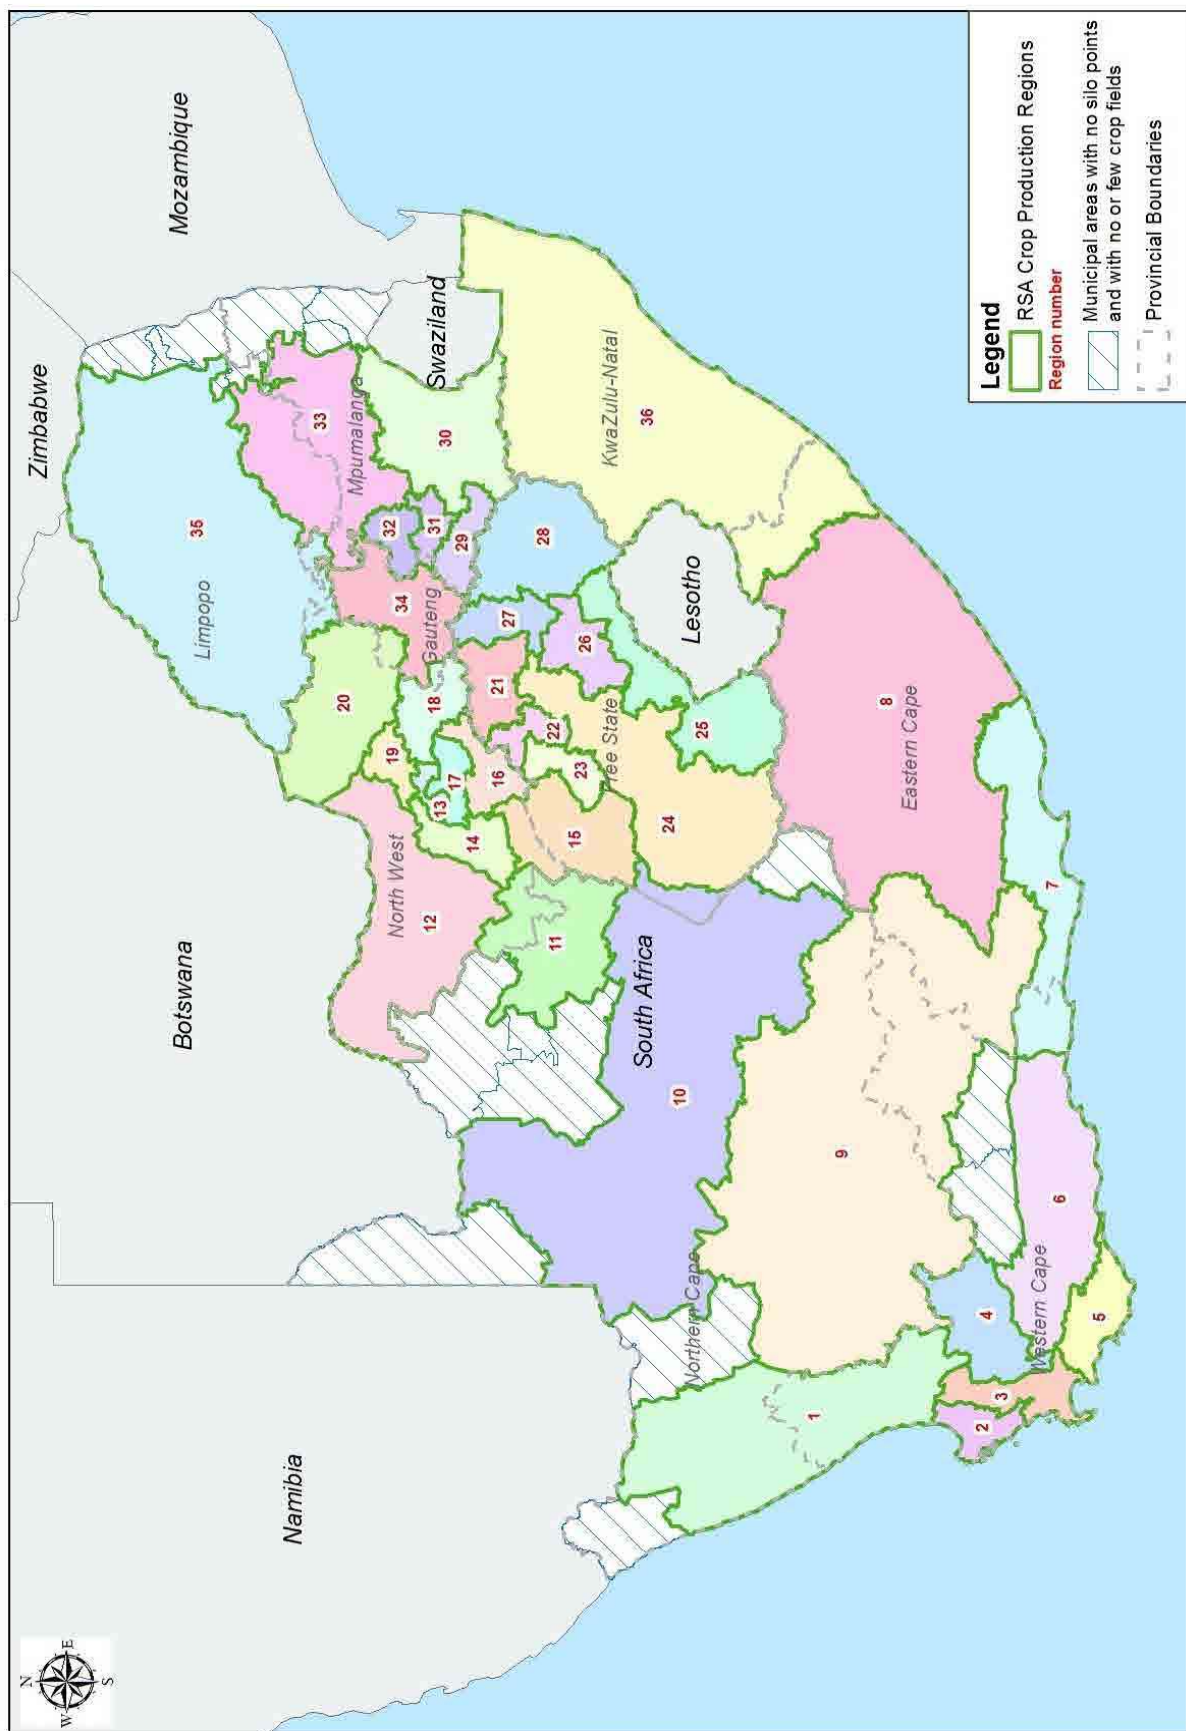 N
W
E
S
Zimbabwe
Mozambique
Botswana
Namibia
Swaziland
Lesotho
South Africa
Limpopo
Mpumalanga
North West
Gauteng
Free State
KwaZulu-Natal
Northern Cape
Eastern Cape
Western Cape
1
2
3
4
5
6
7
8
9
10
11
12
13
14
15
16
17
18
19
20
21
22
23
24
25
26
27
28
29
30
31
32
33
34
35
36
Legend
RSA Crop Production Regions
Region number
Municipal areas with no silo points
and with no or few crop fields
Provincial Boundaries